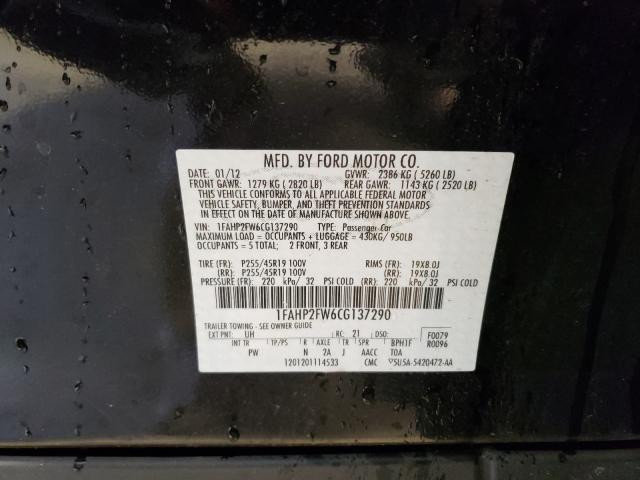 MFD. BY FORD MOTOR CO.
DATE: 01/12 GVWR: 2386 KG ( 5260 LB)
FRONT GAWR: 1279 KG ( 2820 LB) REAR GAWR: 1143 KG ( 2520 LB)
THIS VEHICLE CONFORMS TO ALL APPLICABLE FEDERAL MOTOR
VEHICLE SAFETY, BUMPER, AND THEFT PREVENTION STANDARDS
IN EFFECT ON THE DATE OF MANUFACTURE SHOWN ABOVE.
VIN: 1FAHP2FW6CG137290 TYPE: Passenger Car
MAXIMUM LOAD = OCCUPANTS + LUGGAGE = 430KG/ 950LB
OCCUPANTS = 5 TOTAL; 2 FRONT, 3 REAR
TIRE (FR): P255/45R19 100V RIMS (FR): 19X8.0J
(RR): P255/45R19 100V (RR): 19X8.0J
PRESSURE (FR): 220 kPa/ 32 PSI COLD (RR): 220 kPa/ 32 PSI COLD
1FAHP2FW6CG137290
TRAILER TOWING - SEE OWNER GUIDE
EXT PNT: UH RC: 21 DSO: F0079
INT TR TP/PS R AXLE TR SPR BPH1F R0096
PW N 2A J AACC TOA
1201201114533 CMC 5U5A-5420472-AA